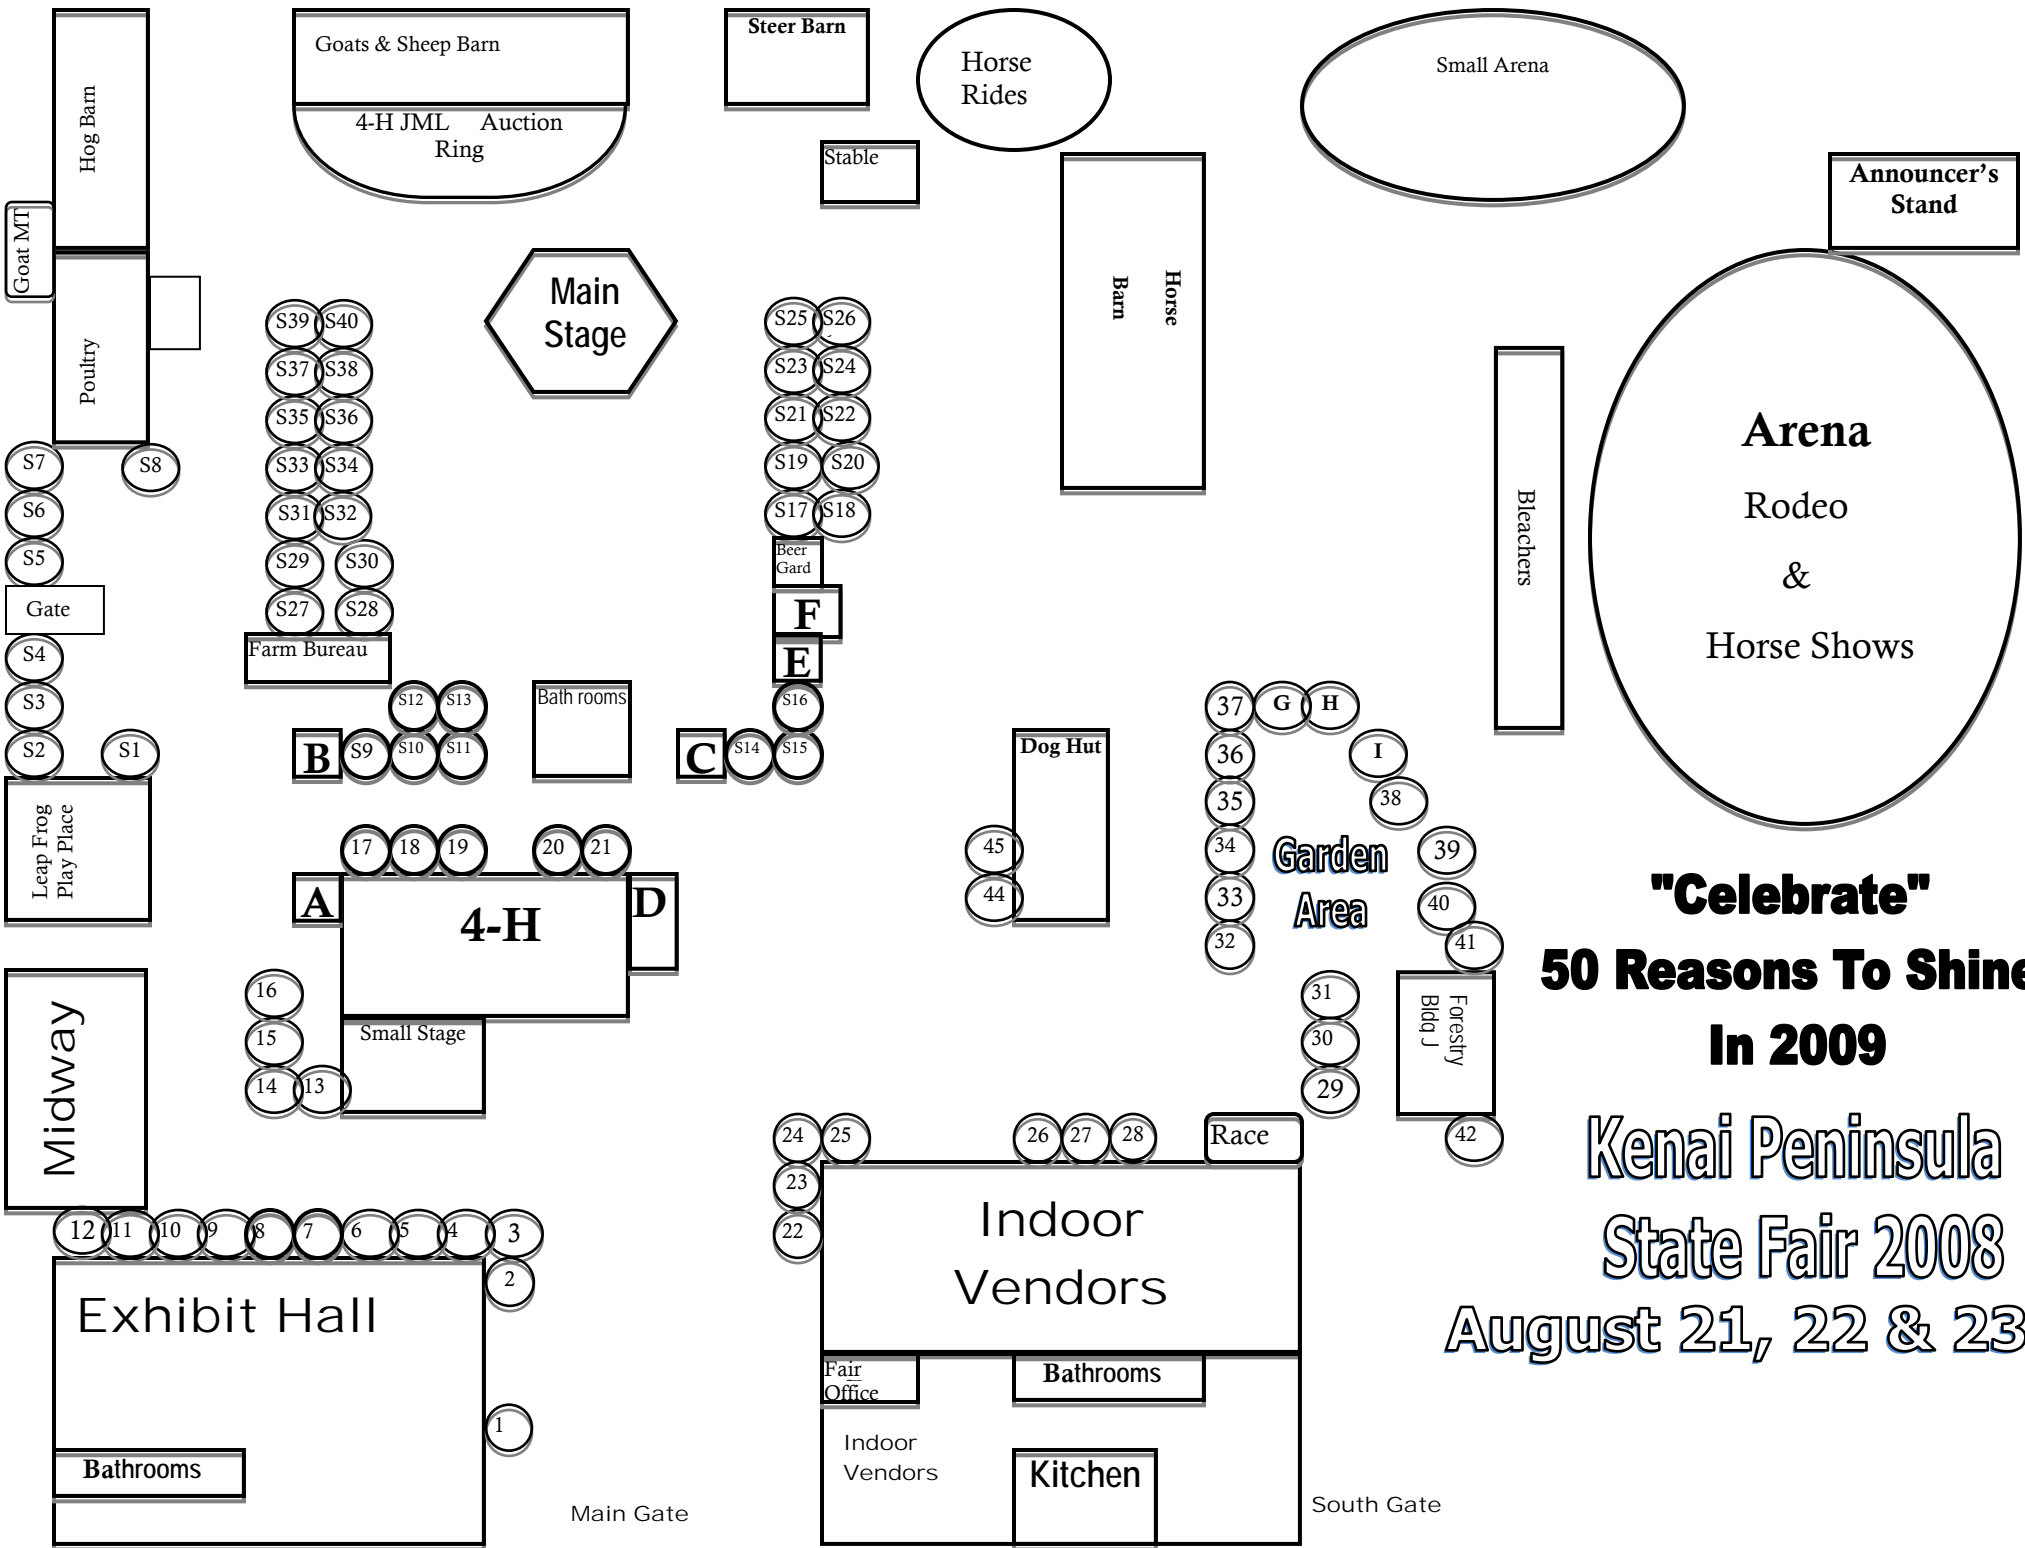 Goats & Sheep Barn
4-H JML Auction
Ring
Steer Barn
Horse
Rides
Small Arena
Hog Barn
Stable
Announcer's
Stand
Goat MT
Main
Stage
Horse
Barn
Poultry
S39 S40
S37 S38
S35 S36
S33 S34
S31 S32
S29 S30
S27 S28
Farm Bureau
S25 S26
S23 S24
S21 S22
S19 S20
S17 S18
Beer
Gard
F
E
S16
C S14 S15
S7 S8
S6
S5
Gate
S4
S3
S2 S1
Leap Frog
Play Place
S12 S13
B S9 S10 S11
Bath rooms
Bleachers
Arena
Rodeo
&
Horse Shows
Dog Hut
45
44
37 G H
36 I
35 38
34 39
33 40
32 41
Garden
Area
31
30
29
Forestry
Bldg J
42
17 18 19 20 21
A 4-H D
16
15
14 13
Small Stage
Midway
12 11 10 9 8 7 6 5 4 3
2
1
Exhibit Hall
Bathrooms
Main Gate
24 25 26 27 28 Race
23
22
Indoor
Vendors
Fair
Office
Bathrooms
Indoor
Vendors
Kitchen
South Gate
"Celebrate"
50 Reasons To Shine
In 2009
Kenai Peninsula
State Fair 2008
August 21, 22 & 23